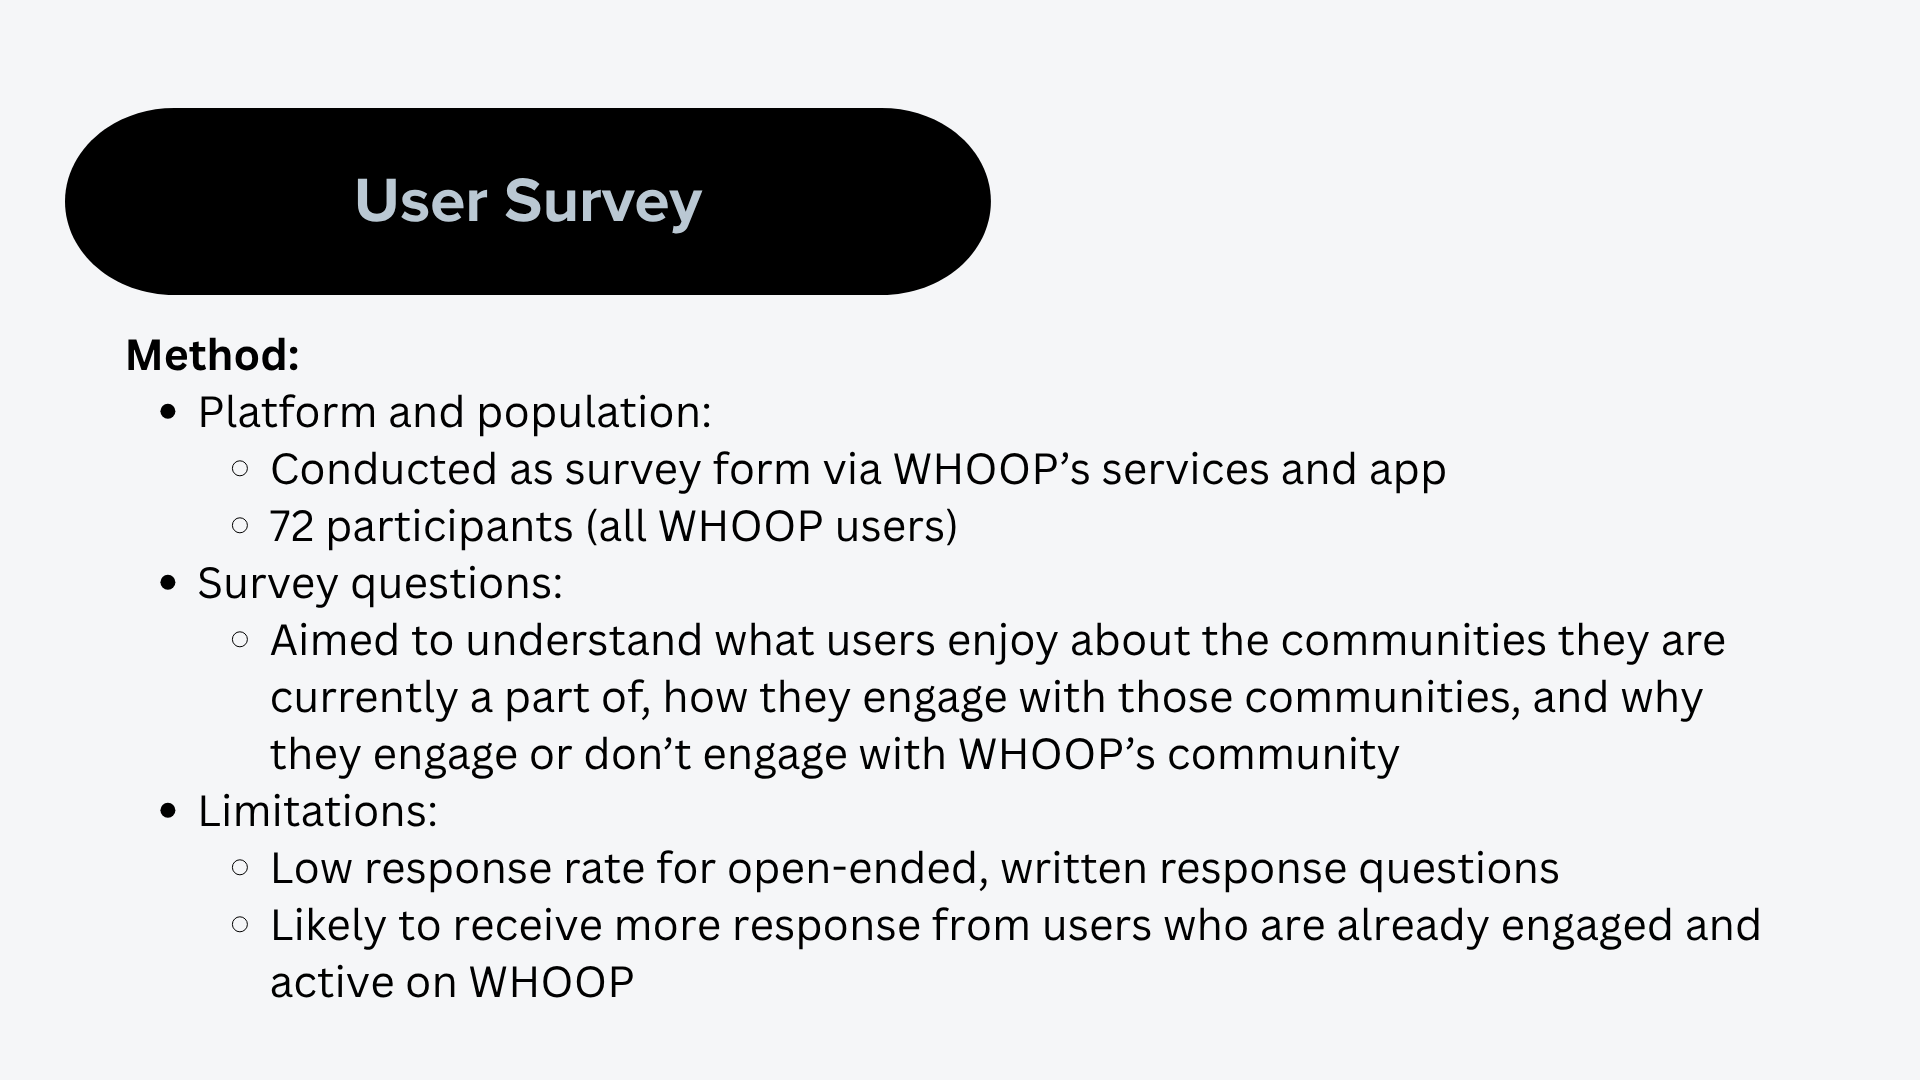 User Survey
Method:
• Platform and population:
◦ Conducted as survey form via WHOOP’s services and app
◦ 72 participants (all WHOOP users)
• Survey questions:
◦ Aimed to understand what users enjoy about the communities they are
currently a part of, how they engage with those communities, and why
they engage or don’t engage with WHOOP’s community
• Limitations:
◦ Low response rate for open-ended, written response questions
◦ Likely to receive more response from users who are already engaged and
active on WHOOP